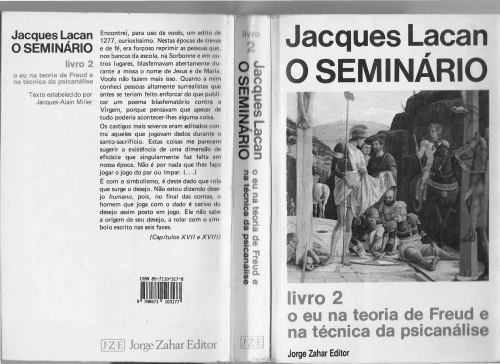 Jacques Lacan
O SEMINÁRIO
livro 2
o eu na teoria de Freud e
na técnica da psicanálise
Texto estabelecido por
Jacques-Alain Miller
Encontrei, para uso de vocês, um edito de
1277, curiosíssimo. Nestas épocas de trevas
e de fé, era forçoso reprimir as pessoas que,
nos bancos da escola, na Sorbonne e em ou-
tros lugares, blasfemavam abertamente du-
rante a missa o nome de Jesus e de Maria.
Vocês não fazem mais isso. Quanto a mim
conheci pessoas altamente surrealistas que
antes se teriam feito enforcar do que publi-
car um poema blasfematório contra a
Virgem, porque pensavam que apesar de
tudo poderia acontecer-lhes alguma coisa.
Os castigos mais severos eram editados con-
tra aqueles que jogavam dados durante o
santo-sacrifício. Estas coisas me parecem
sugerir a existência de uma dimensão de
eficácia que singularmente faz falta em
nossa época. Não é por nada que lhes faço
jogar o jogo do par ou ímpar. [...]
É com o simbolismo, é deste dado que rola
que surge o desejo. Não estou dizendo dese-
jo humano, pois, no final das contas, o
homem que joga com o dado é cativo do
desejo assim posto em jogo. Ele não sabe
a origem de seu desejo, a rolar com o sím-
bolo escrito nas seis faces.
(Capítulos XVII e XVIII)
ISBN 85-7110-317-8
9 788571 103177
J·Z·E Jorge Zahar Editor
livro
2
Jacques Lacan
O SEMINÁRIO
o eu na teoria de Freud e
na técnica da psicanálise
J·Z·E
Jacques Lacan
O SEMINÁRIO
livro 2
o eu na teoria de Freud e
na técnica da psicanálise
Jorge Zahar Editor